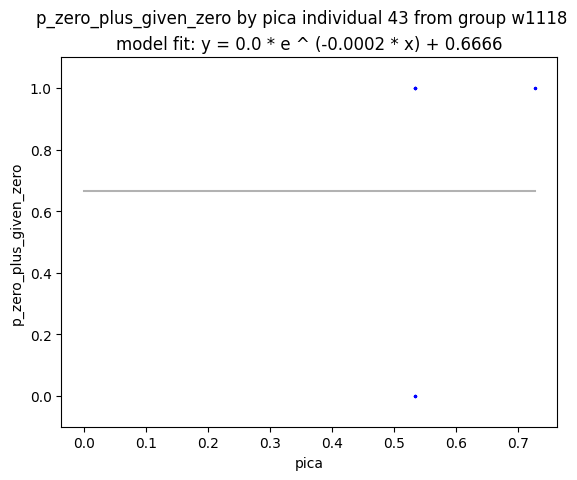 p_zero_plus_given_zero by pica individual 43 from group w1118
model fit: y = 0.0 * e ^ (-0.0002 * x) + 0.6666
1.0
0.8
0.6
0.4
0.2
0.0
p_zero_plus_given_zero
0.0 0.1 0.2 0.3 0.4 0.5 0.6 0.7
pica